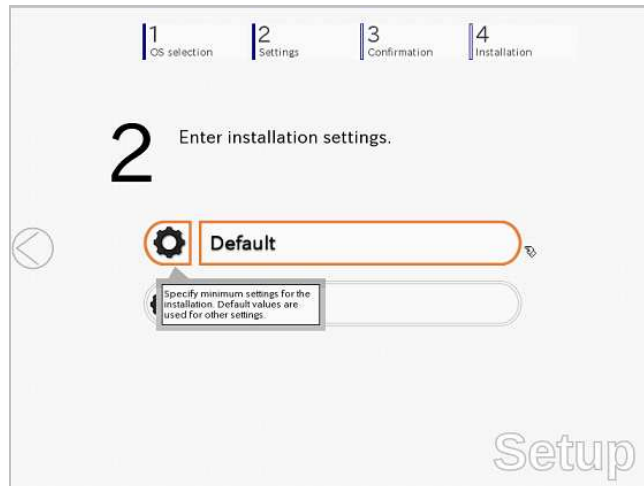 1
OS selection
2
Settings
3
Confirmation
4
Installation
2
Enter installation settings.
Default
Specify minimum settings for the
installation. Default values are
used for other settings.
Setup